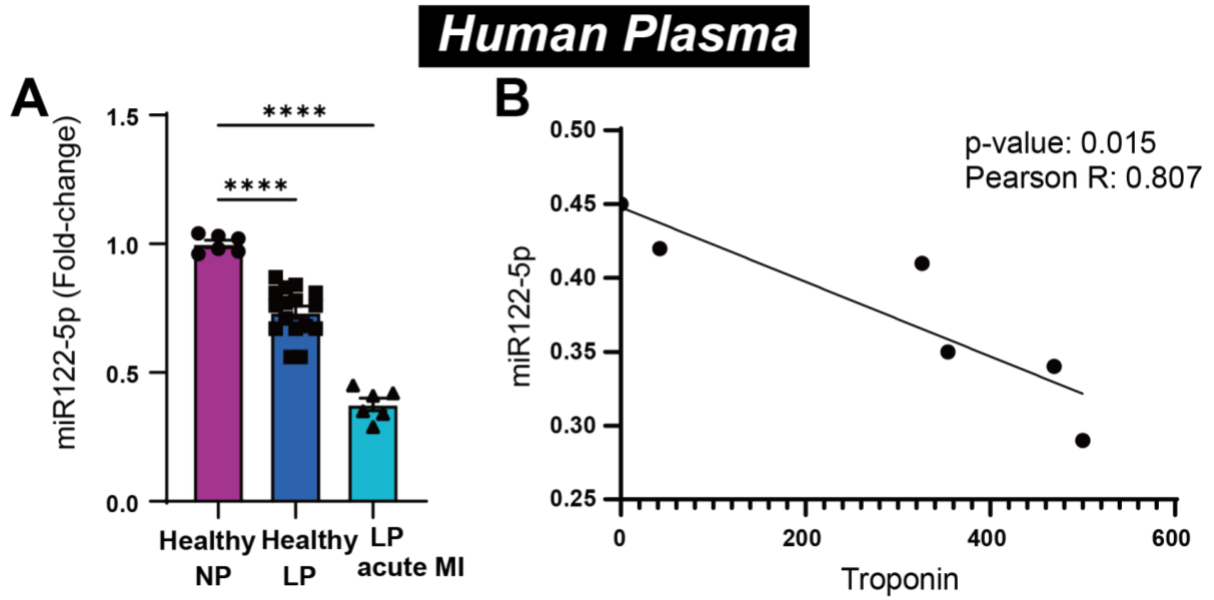 Human Plasma
A
miR122-5p (Fold-change)
1.5
1.0
0.5
0.0
****
****
Healthy NP
Healthy LP
LP acute MI
B
miR122-5p
0.50
0.45
0.40
0.35
0.30
0.25
p-value: 0.015
Pearson R: 0.807
0 200 400 600
Troponin